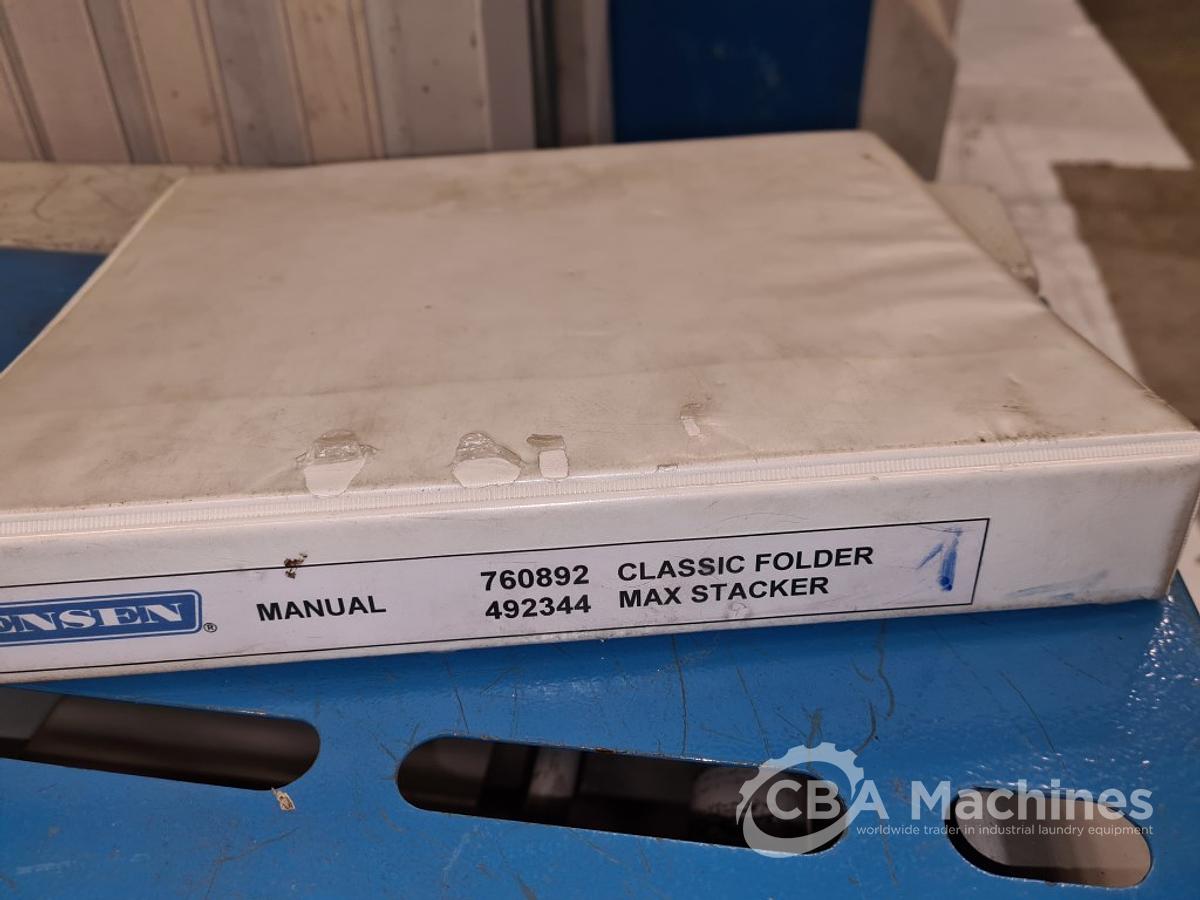 ENSEN® MANUAL 760892 CLASSIC FOLDER
492344 MAX STACKER
CBA Machines
worldwide trader in industrial laundry equipment